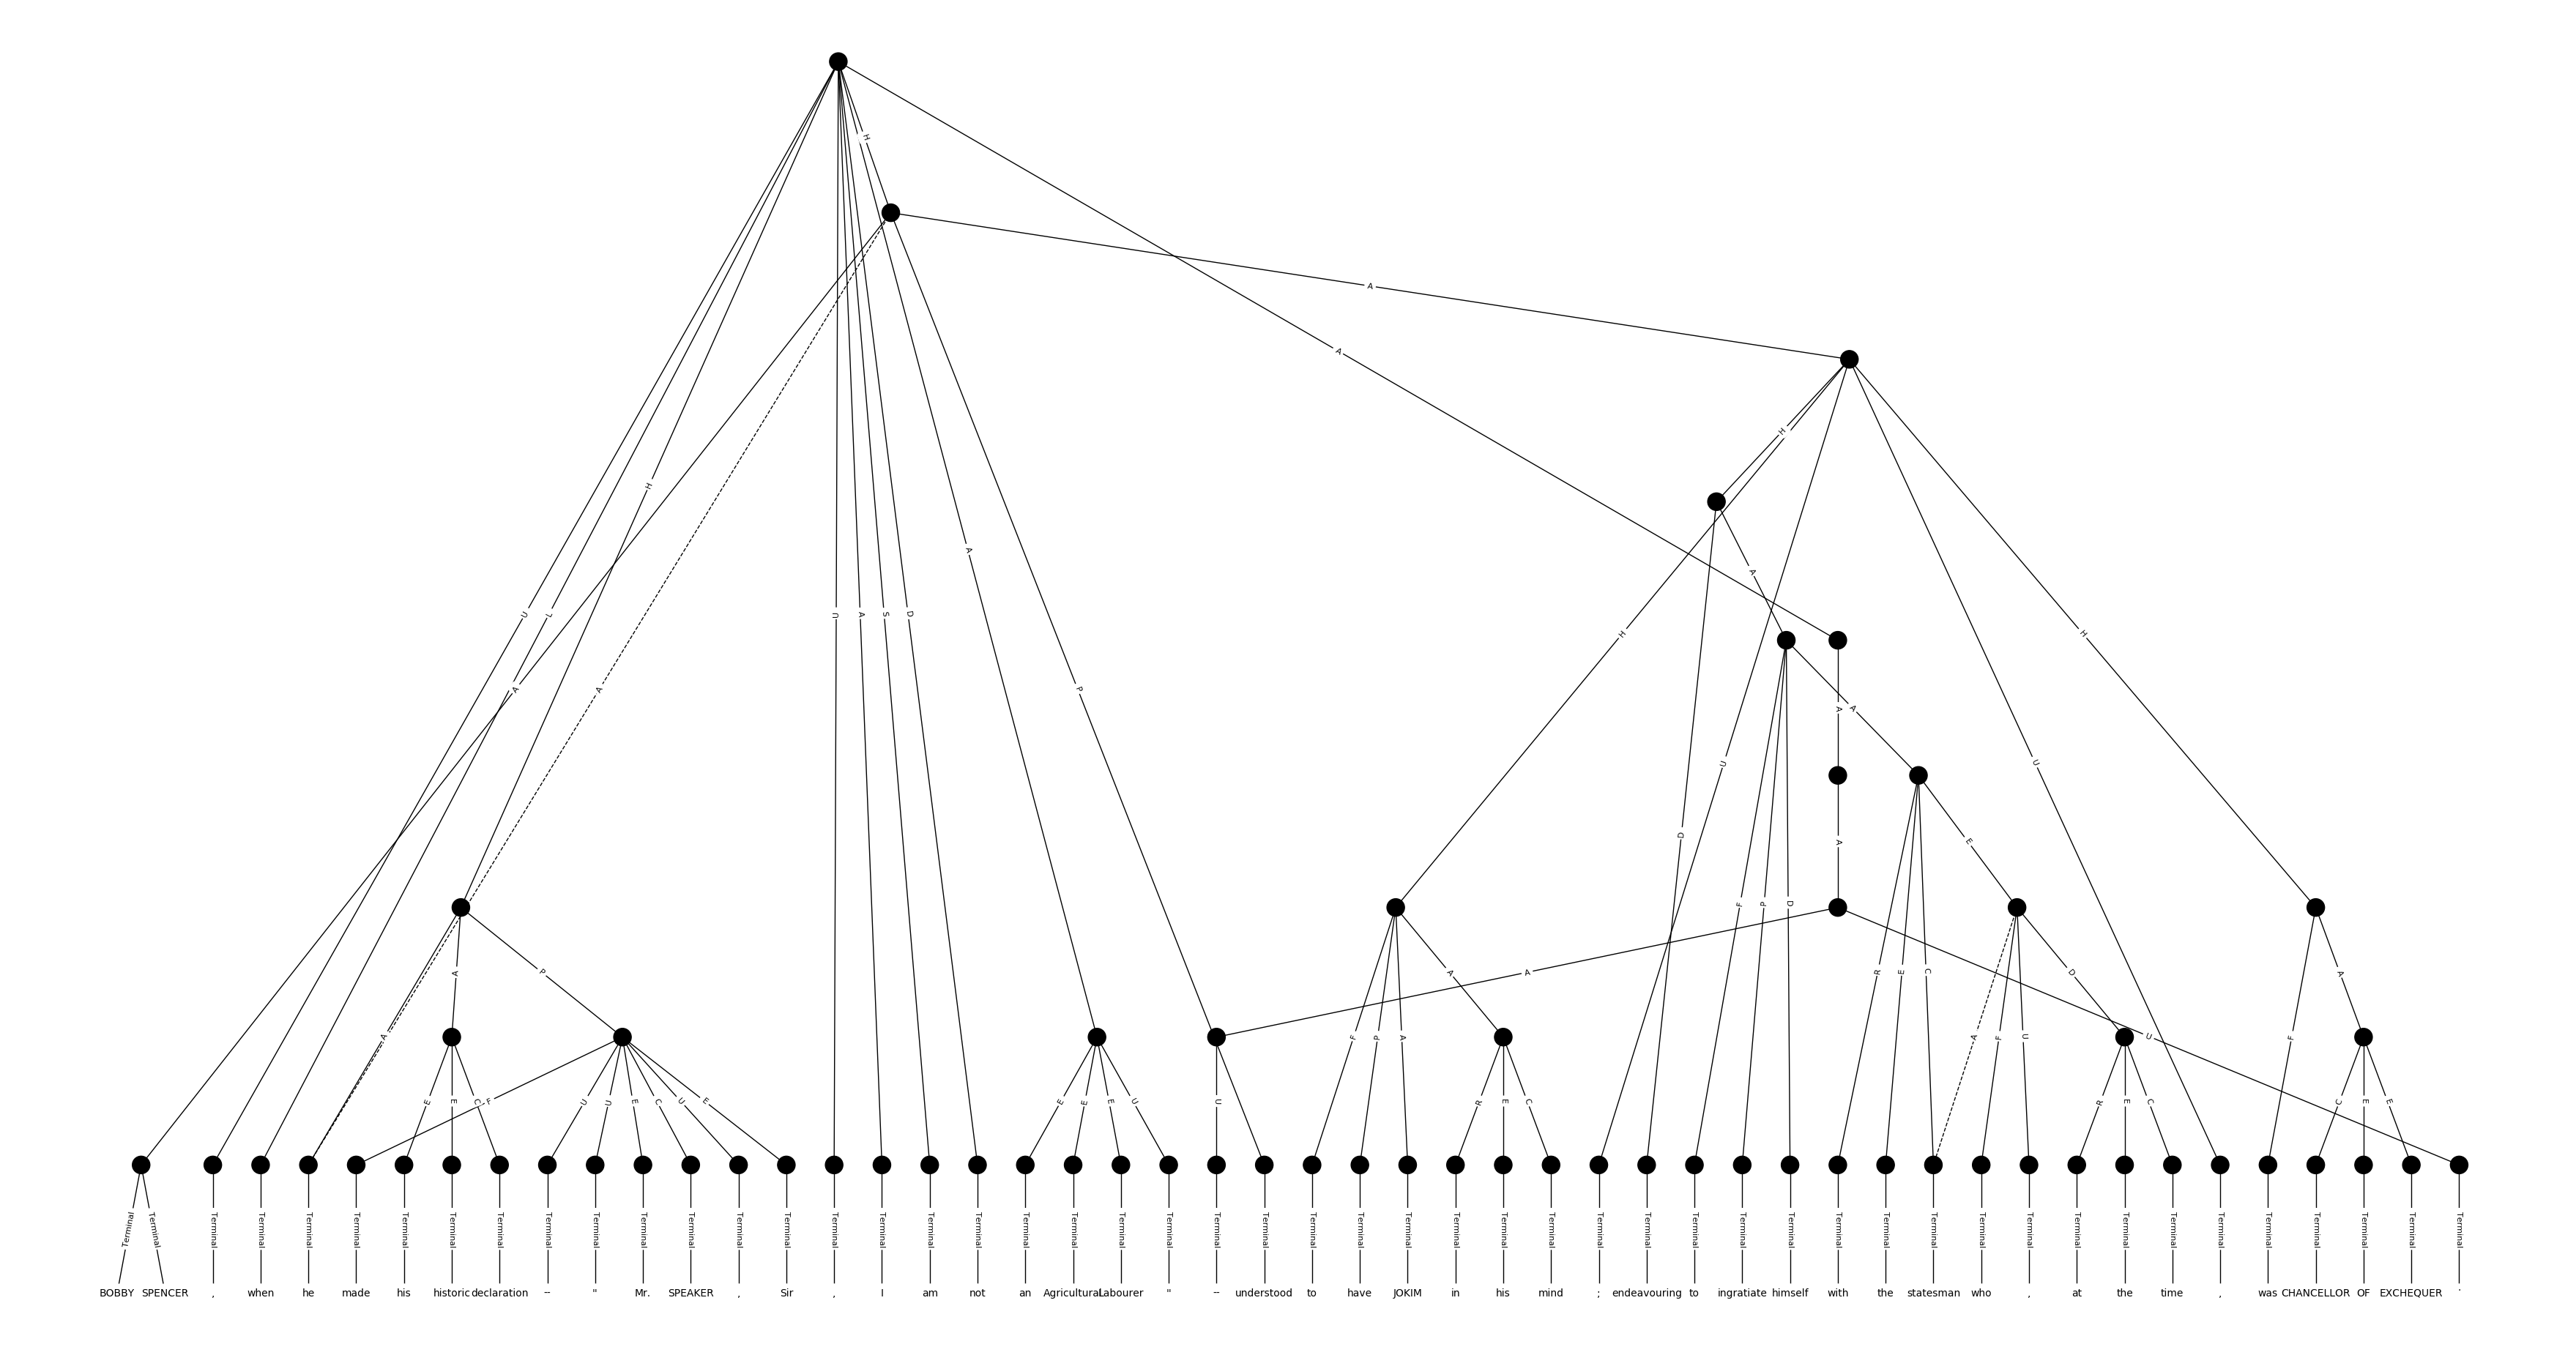 H
A
A
H
H
A
H
H
U
L
U
A
S
D
A
A
A
P
A
A
U
D
U
A
E
F
P
D
A
P
A
A
A
R
E
C
D
A
F
P
A
A
F
U
U
F
A
E
E
C
F
U
U
E
C
U
E
E
E
E
U
U
R
E
C
R
E
C
C
E
E
Terminal Terminal Terminal Terminal Terminal Terminal Terminal Terminal Terminal Terminal Terminal Terminal Terminal Terminal Terminal Terminal Terminal Terminal Terminal Terminal Terminal Terminal Terminal Terminal Terminal Terminal Terminal Terminal Terminal Terminal Terminal Terminal Terminal Terminal Terminal Terminal Terminal Terminal Terminal Terminal Terminal Terminal Terminal Terminal Terminal Terminal Terminal Terminal Terminal Terminal
BOBBY SPENCER , when he made his historic declaration -- " Mr. SPEAKER , Sir , I am not an Agricultural Labourer " -- understood to have JOKIM in his mind ; endeavouring to ingratiate himself with the statesman who , at the time , was CHANCELLOR OF EXCHEQUER .